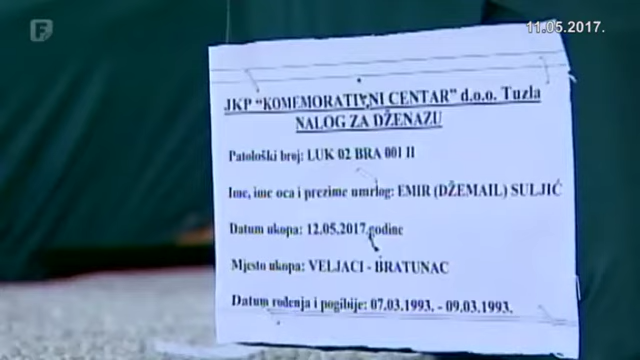 F
11.05.2017.
JKP "KOMEMORATIVNI CENTAR" d.o.o. Tuzla
NALOG ZA DŽENAZU
Patološki broj: LUK 02 BRA 001 II
Ime, ime oca i prezime umrlog: EMIR (DŽEMAIL) SULJIĆ
Datum ukopa: 12.05.2017.godine
Mjesto ukopa: VELJACI - BRATUNAC
Datum rođenja i pogibije: 07.03.1993. - 09.03.1993.